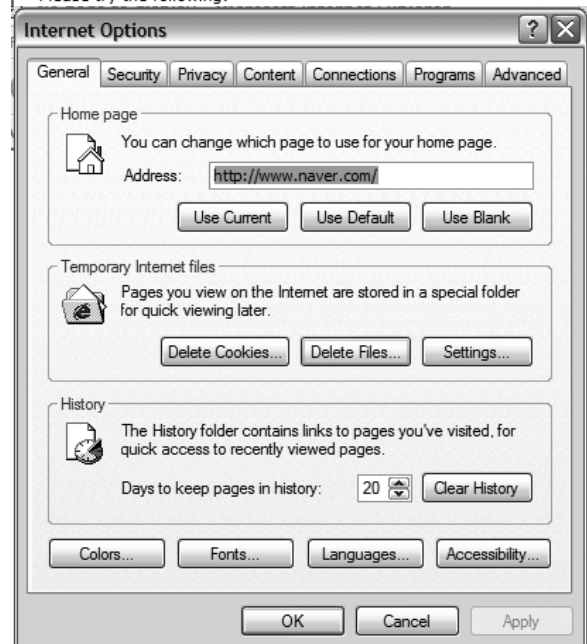 Please try the following:
Internet Options
General Security Privacy Content Connections Programs Advanced
Home page
You can change which page to use for your home page.
Address: http://www.naver.com/
Use Current Use Default Use Blank
Temporary Internet files
Pages you view on the Internet are stored in a special folder
for quick viewing later.
Delete Cookies... Delete Files... Settings...
History
The History folder contains links to pages you've visited, for
quick access to recently viewed pages.
Days to keep pages in history: 20 Clear History
Colors... Fonts... Languages... Accessibility...
OK Cancel Apply